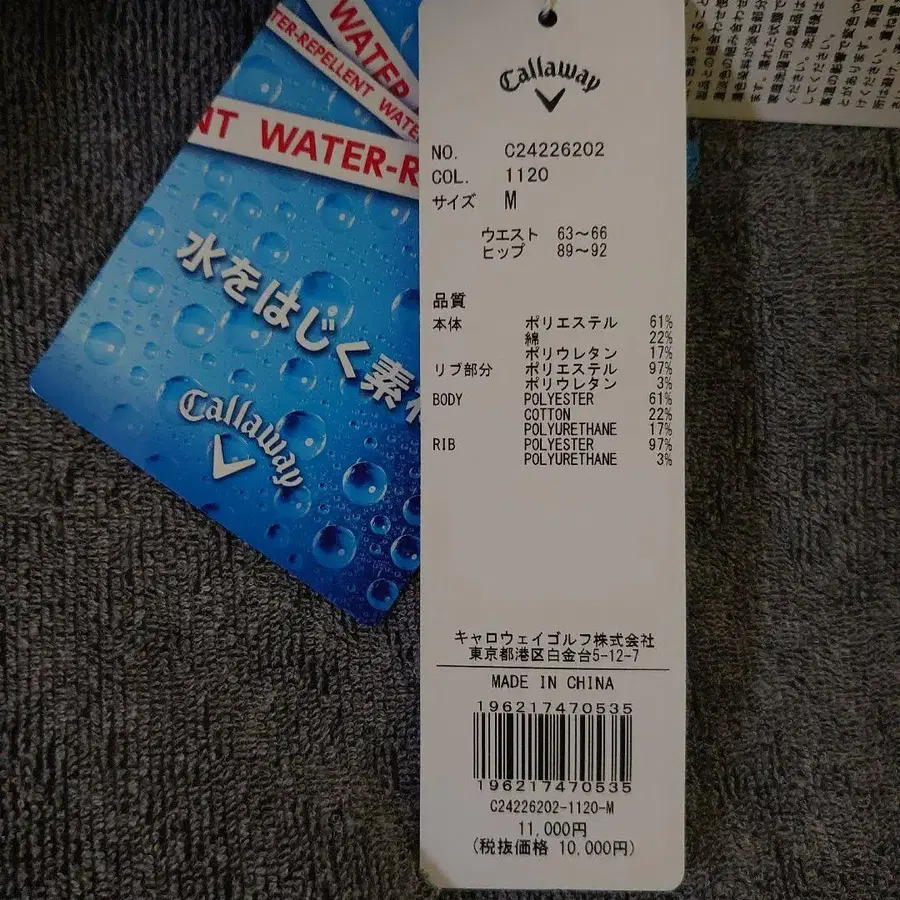 WATER
TER-REPELLENT WATE
NT WATER-R
水をはじく素材
Callaway
Callaway
NO. C24226202
COL. 1120
サイズ M
ウエスト 63〜66
ヒップ 89〜92
品質
本体 ポリエステル 61%
綿 22%
ポリウレタン 17%
リブ部分 ポリエステル 97%
ポリウレタン 3%
BODY POLYESTER 61%
COTTON 22%
POLYURETHANE 17%
RIB POLYESTER 97%
POLYURETHANE 3%
キャロウェイゴルフ株式会社
東京都港区白金台5-12-7
MADE IN CHINA
196217470535
196217470535
C24226202-1120-M
11,000円
(税抜価格 10,000円)